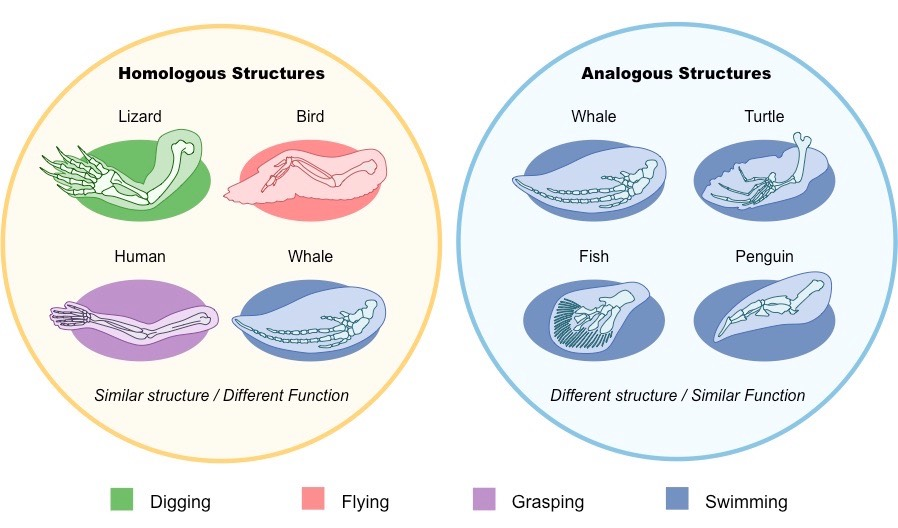 Homologous Structures
Lizard
Bird
Human
Whale
Similar structure / Different Function
Analogous Structures
Whale
Turtle
Fish
Penguin
Different structure / Similar Function
Digging
Flying
Grasping
Swimming